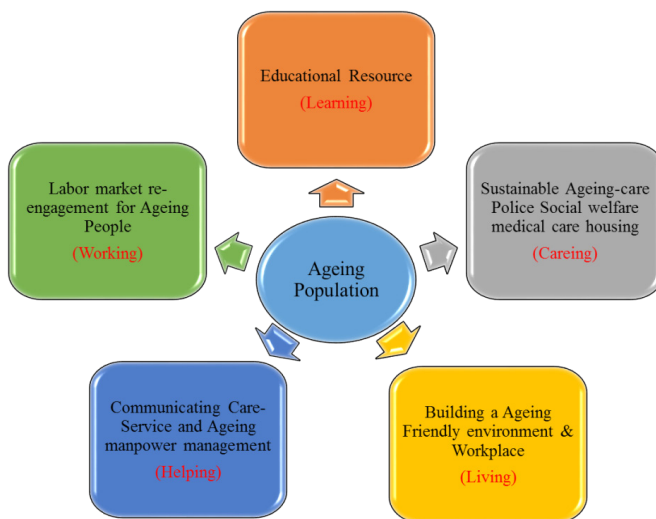 Educational Resource
(Learning)
Labor market re-
engagement for Ageing
People
(Working)
Sustainable Ageing-care
Police Social welfare
medical care housing
(Careing)
Ageing
Population
Communicating Care-
Service and Ageing
manpower management
(Helping)
Building a Ageing
Friendly environment &
Workplace
(Living)